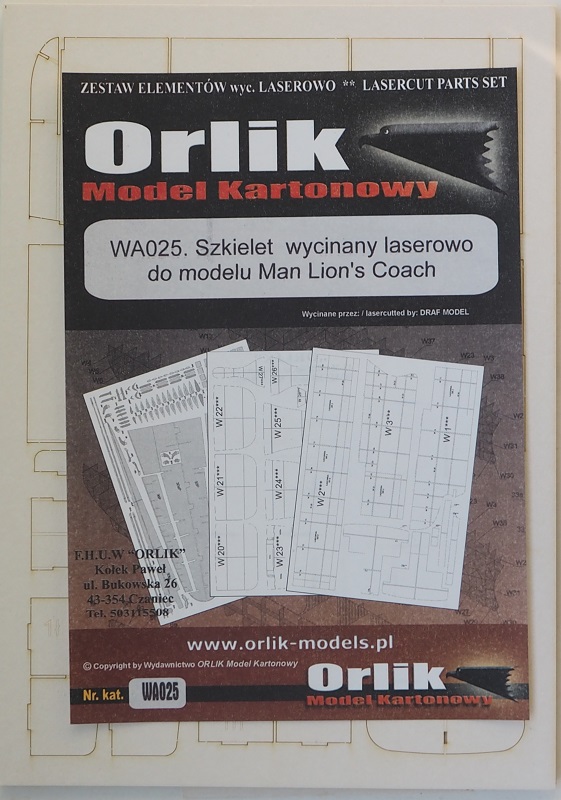 ZESTAW ELEMENTÓW wyc. LASEROWO ** LASERCUT PARTS SET
Orlik
Model Kartonowy
WA025. Szkielet wycinany laserowo
do modelu Man Lion's Coach
Wycinane przez: / lasercutted by: DRAF MODEL
W 27***
W 26***
W 22***
W 25***
W 3***
W 1***
W 21***
W 24***
W 2***
W 20***
W 23***
F.H.U.W "ORLIK"
Kołek Paweł
ul. Bukowska 26
43-354 Czaniec
Tel. 503115508
www.orlik-models.pl
© Copyright by Wydawnictwo ORLIK Model Kartonowy
Orlik
Model Kartonowy
Nr. kat. WA025